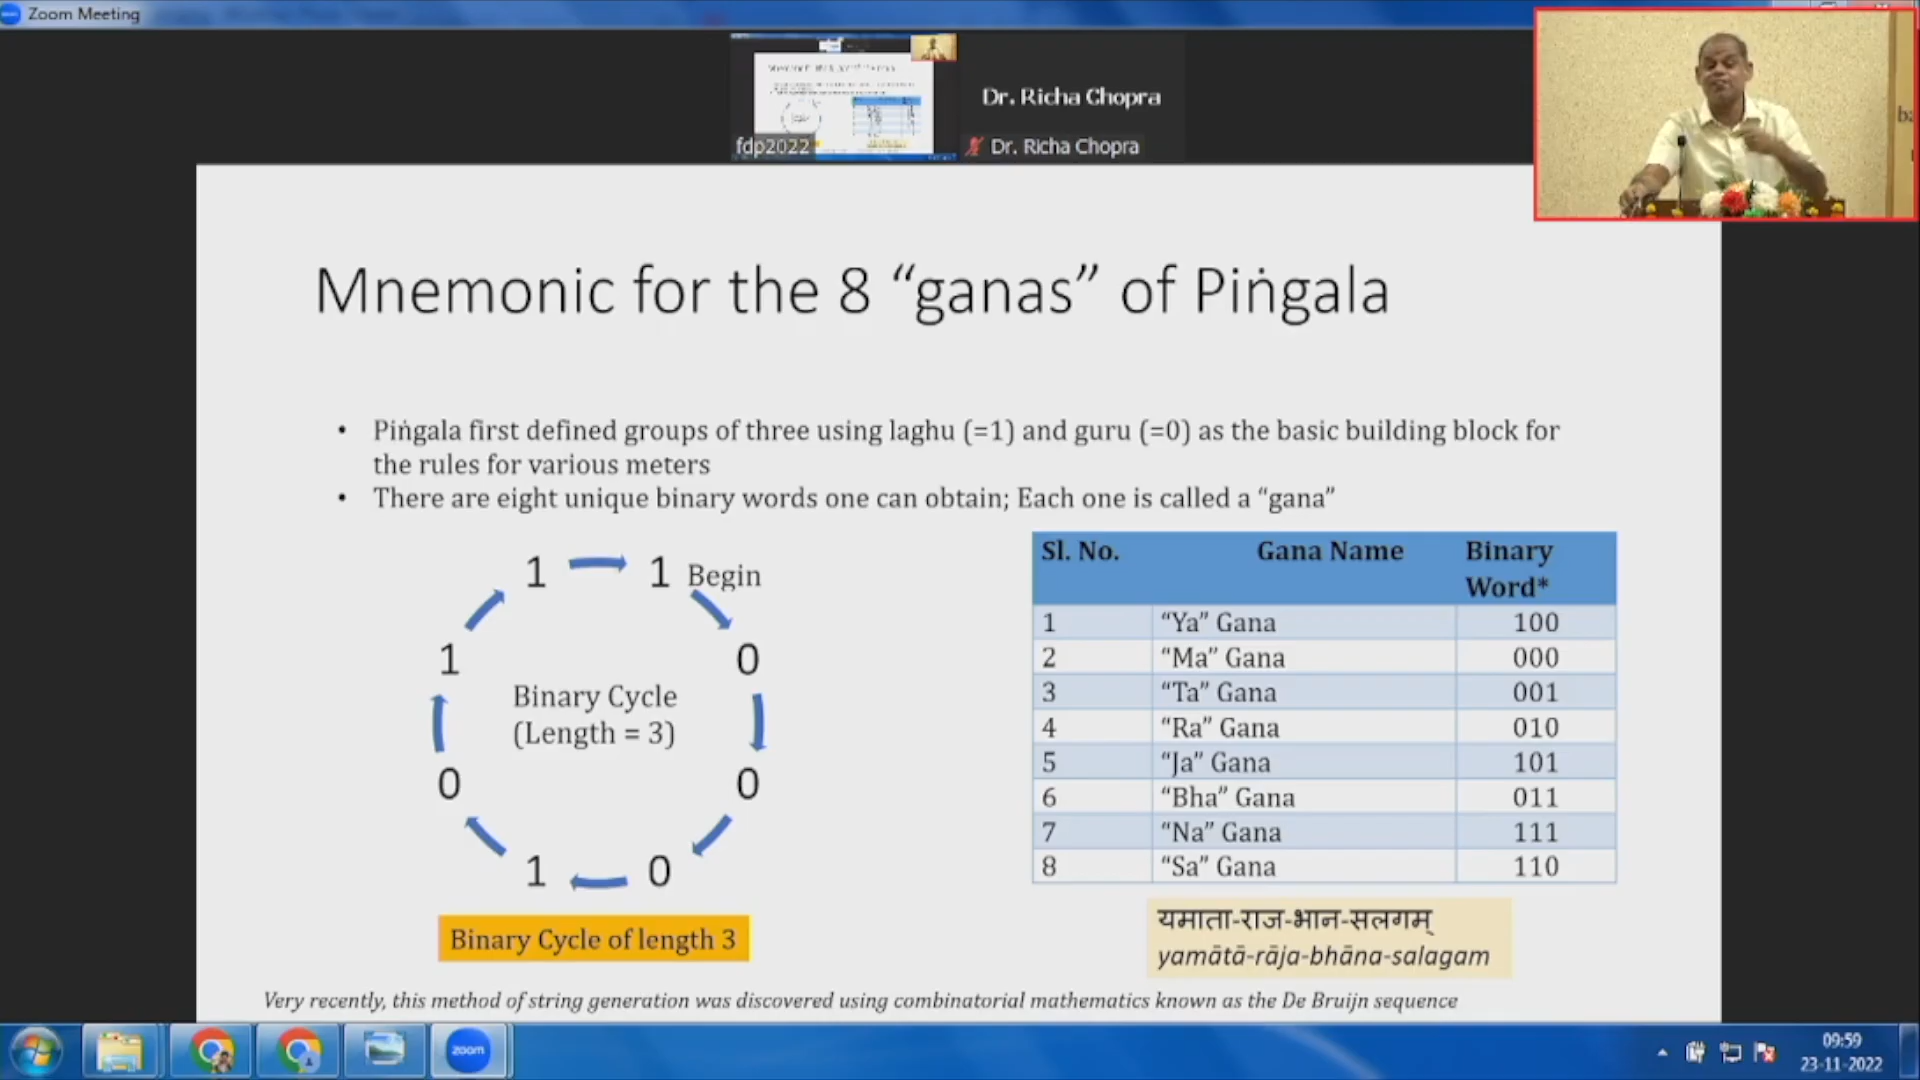 Zoom Meeting
fdp2022
Dr. Richa Chopra
Dr. Richa Chopra
Mnemonic for the 8 “ganas” of Piṅgala
• Piṅgala first defined groups of three using laghu (=1) and guru (=0) as the basic building block for
the rules for various meters
• There are eight unique binary words one can obtain; Each one is called a “gana”
1 1 Begin
1 0
Binary Cycle
(Length = 3)
0 0
1 0
Binary Cycle of length 3
Sl. No. Gana Name Binary
Word*
1 “Ya” Gana 100
2 “Ma” Gana 000
3 “Ta” Gana 001
4 “Ra” Gana 010
5 “Ja” Gana 101
6 “Bha” Gana 011
7 “Na” Gana 111
8 “Sa” Gana 110
यमाताा-राज-भान-सलगम्
yamātā-rāja-bhāna-salagam
Very recently, this method of string generation was discovered using combinatorial mathematics known as the De Bruijn sequence
zoom
09:59
23-11-2022